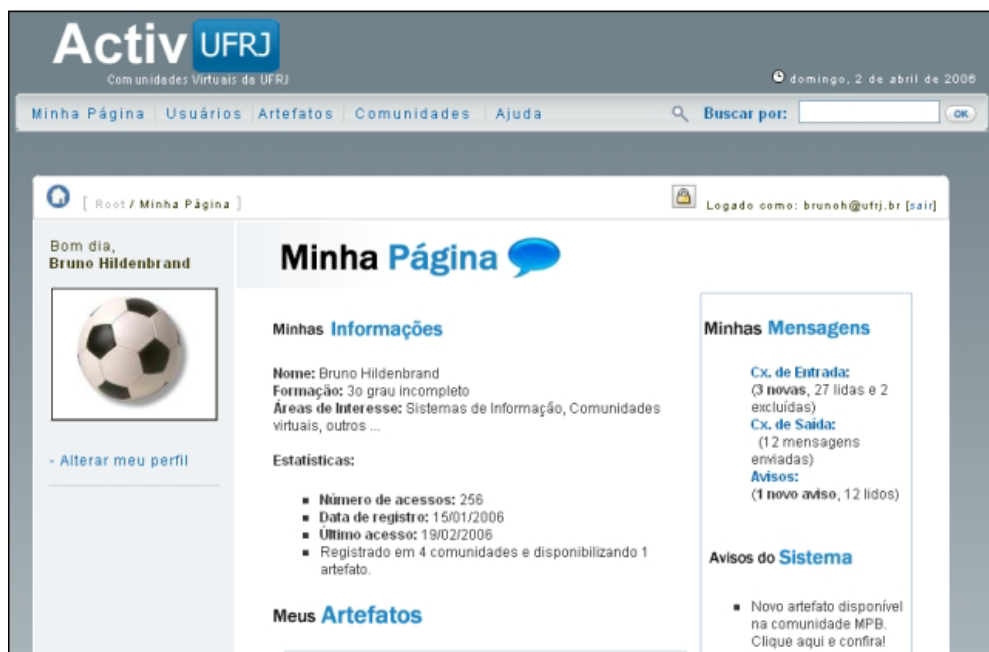 Activ UFRJ
Comunidades Virtuais da UFRJ
domingo, 2 de abril de 2006
Minha Página Usuários Artefatos Comunidades Ajuda
Buscar por: OK
[ Root / Minha Página ]
Logado como: brunoh@ufrj.br [sair]
Bom dia,
Bruno Hildenbrand
- Alterar meu perfil
Minha Página
Minhas Informações
Nome: Bruno Hildenbrand
Formação: 3o grau incompleto
Áreas de Interesse: Sistemas de Informação, Comunidades
virtuais, outros ...
Estatísticas:
Número de acessos: 256
Data de registro: 15/01/2006
Último acesso: 19/02/2006
Registrado em 4 comunidades e disponibilizando 1
artefato.
Meus Artefatos
Minhas Mensagens
Cx. de Entrada:
(3 novas, 27 lidas e 2
excluídas)
Cx. de Saída:
(12 mensagens
enviadas)
Avisos:
(1 novo aviso, 12 lidos)
Avisos do Sistema
Novo artefato disponível
na comunidade MPB.
Clique aqui e confira!